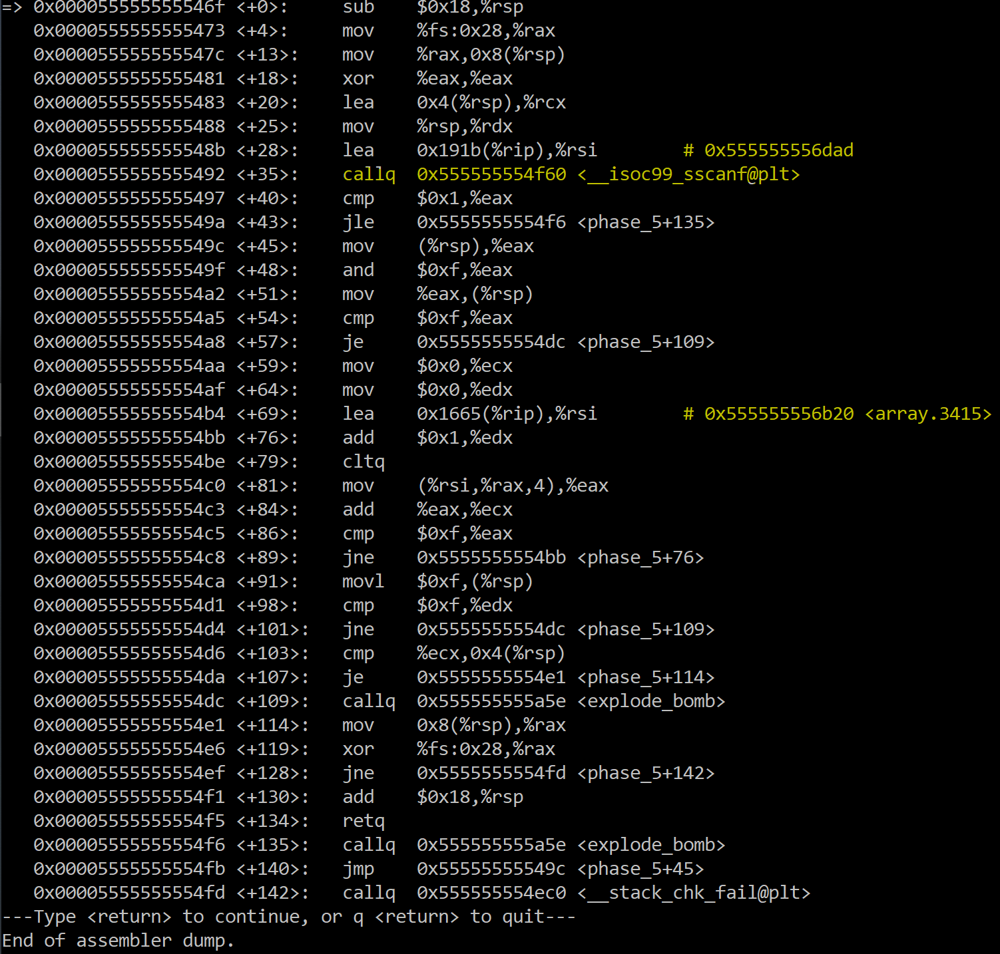 => 0x000055555555546f <+0>:	sub    $0x18,%rsp
   0x0000555555555473 <+4>:	mov    %fs:0x28,%rax
   0x000055555555547c <+13>:	mov    %rax,0x8(%rsp)
   0x0000555555555481 <+18>:	xor    %eax,%eax
   0x0000555555555483 <+20>:	lea    0x4(%rsp),%rcx
   0x0000555555555488 <+25>:	mov    %rsp,%rdx
   0x000055555555548b <+28>:	lea    0x191b(%rip),%rsi        # 0x555555556dad
   0x0000555555555492 <+35>:	callq  0x555555554f60 <__isoc99_sscanf@plt>
   0x0000555555555497 <+40>:	cmp    $0x1,%eax
   0x000055555555549a <+43>:	jle    0x5555555554f6 <phase_5+135>
   0x000055555555549c <+45>:	mov    (%rsp),%eax
   0x000055555555549f <+48>:	and    $0xf,%eax
   0x00005555555554a2 <+51>:	mov    %eax,(%rsp)
   0x00005555555554a5 <+54>:	cmp    $0xf,%eax
   0x00005555555554a8 <+57>:	je     0x5555555554dc <phase_5+109>
   0x00005555555554aa <+59>:	mov    $0x0,%ecx
   0x00005555555554af <+64>:	mov    $0x0,%edx
   0x00005555555554b4 <+69>:	lea    0x1665(%rip),%rsi        # 0x555555556b20 <array.3415>
   0x00005555555554bb <+76>:	add    $0x1,%edx
   0x00005555555554be <+79>:	cltq
   0x00005555555554c0 <+81>:	mov    (%rsi,%rax,4),%eax
   0x00005555555554c3 <+84>:	add    %eax,%ecx
   0x00005555555554c5 <+86>:	cmp    $0xf,%eax
   0x00005555555554c8 <+89>:	jne    0x5555555554bb <phase_5+76>
   0x00005555555554ca <+91>:	movl   $0xf,(%rsp)
   0x00005555555554d1 <+98>:	cmp    $0xf,%edx
   0x00005555555554d4 <+101>:	jne    0x5555555554dc <phase_5+109>
   0x00005555555554d6 <+103>:	cmp    %ecx,0x4(%rsp)
   0x00005555555554da <+107>:	je     0x5555555554e1 <phase_5+114>
   0x00005555555554dc <+109>:	callq  0x555555555a5e <explode_bomb>
   0x00005555555554e1 <+114>:	mov    0x8(%rsp),%rax
   0x00005555555554e6 <+119>:	xor    %fs:0x28,%rax
   0x00005555555554ef <+128>:	jne    0x5555555554fd <phase_5+142>
   0x00005555555554f1 <+130>:	add    $0x18,%rsp
   0x00005555555554f5 <+134>:	retq
   0x00005555555554f6 <+135>:	callq  0x555555555a5e <explode_bomb>
   0x00005555555554fb <+140>:	jmp    0x55555555549c <phase_5+45>
   0x00005555555554fd <+142>:	callq  0x555555554ec0 <__stack_chk_fail@plt>
---Type <return> to continue, or q <return> to quit---
End of assembler dump.